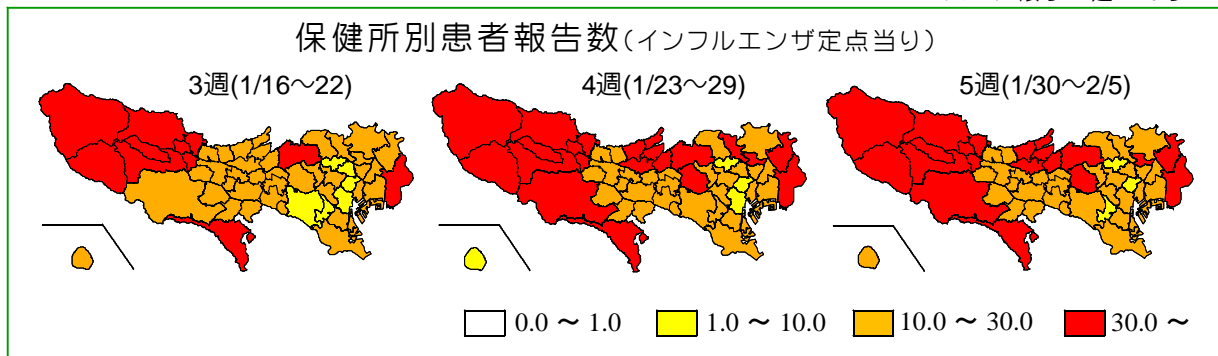 保健所別患者報告数(インフルエンザ定点当り)
3週(1/16～22)
4週(1/23～29)
5週(1/30～2/5)
0.0 ～ 1.0
1.0 ～ 10.0
10.0 ～ 30.0
30.0 ～